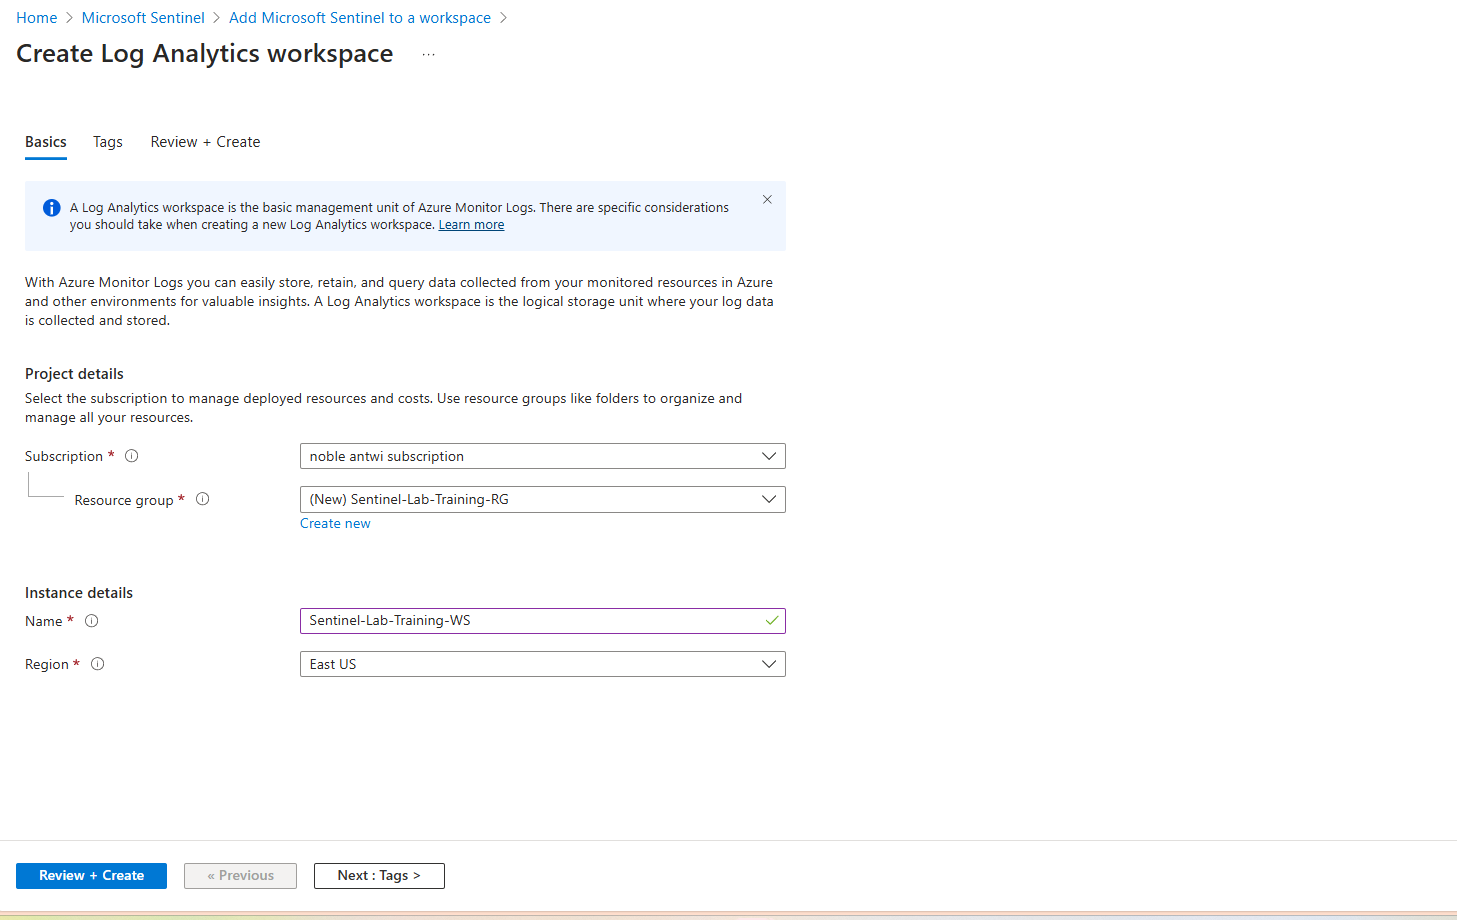 Home > Microsoft Sentinel > Add Microsoft Sentinel to a workspace >
Create Log Analytics workspace ...
Basics Tags Review + Create
A Log Analytics workspace is the basic management unit of Azure Monitor Logs. There are specific considerations
you should take when creating a new Log Analytics workspace. Learn more
With Azure Monitor Logs you can easily store, retain, and query data collected from your monitored resources in Azure
and other environments for valuable insights. A Log Analytics workspace is the logical storage unit where your log data
is collected and stored.
Project details
Select the subscription to manage deployed resources and costs. Use resource groups like folders to organize and
manage all your resources.
Subscription * noble antwi subscription
Resource group * (New) Sentinel-Lab-Training-RG
Create new
Instance details
Name * Sentinel-Lab-Training-WS
Region * East US
Review + Create « Previous Next : Tags >